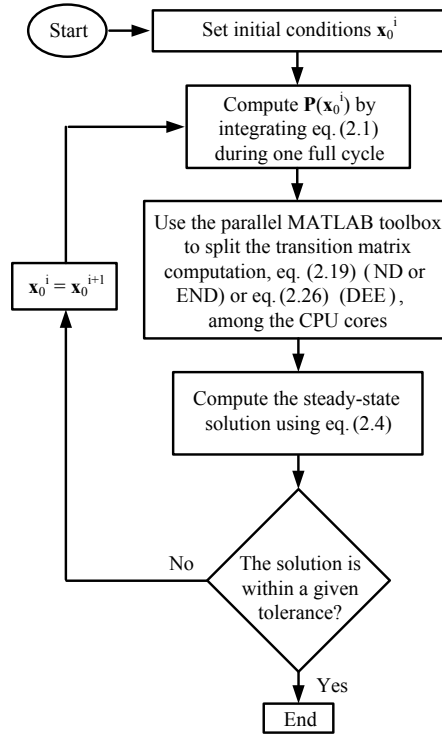 Start
Set initial conditions x₀ⁱ
Compute P(x₀ⁱ) by
integrating eq. (2.1)
during one full cycle
Use the parallel MATLAB toolbox
to split the transition matrix
computation, eq. (2.19) (ND or
END) or eq. (2.26) (DEE),
among the CPU cores
x₀ⁱ = x₀ⁱ⁺¹
Compute the steady-state
solution using eq. (2.4)
No
The solution is
within a given
tolerance?
Yes
End